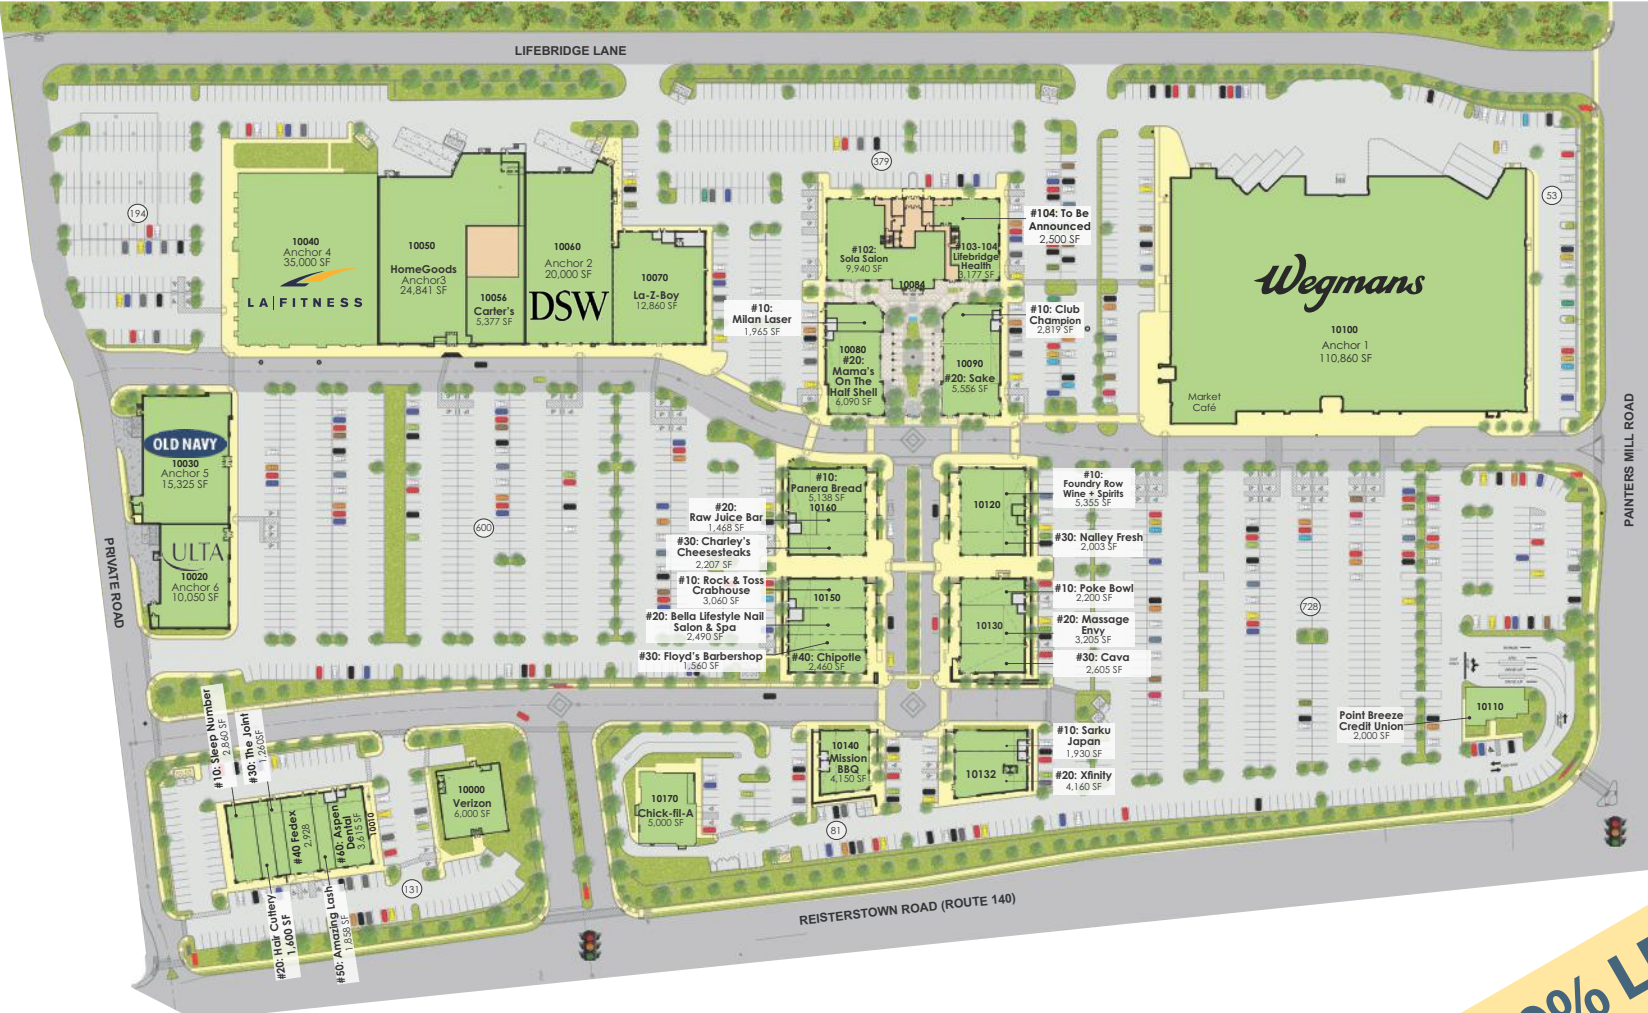 LIFEBRIDGE LANE
379
53
194
10040
Anchor 4
35,000 SF
LA FITNESS
10050
HomeGoods
Anchor3
24,841 SF
10056
Carter's
5,377 SF
10060
Anchor 2
20,000 SF
DSW
10070
La-Z-Boy
12,860 SF
#102:
Sola Salon
9,940 SF
#103-104
Lifebridge
Health
3,177 SF
10084
#104: To Be
Announced
2,500 SF
#10:
Milan Laser
1,965 SF
#10: Club
Champion
2,819 SF
10080
#20:
Mama's
On The
Half Shell
6,090 SF
10090
#20: Sake
5,556 SF
Wegmans
10100
Anchor 1
110,860 SF
Market
Café
PAINTERS MILL ROAD
OLD NAVY
10030
Anchor 5
15,325 SF
ULTA
10020
Anchor 6
10,050 SF
PRIVATE ROAD
600
#10:
Panera Bread
5,138 SF
10160
#20:
Raw Juice Bar
1,468 SF
#30: Charley's
Cheesesteaks
2,207 SF
#10: Rock & Toss
Crabhouse
3,060 SF
10150
#20: Bella Lifestyle Nail
Salon & Spa
2,490 SF
#30: Floyd's Barbershop
1,560 SF
#40: Chipotle
2,460 SF
10120
#10:
Foundry Row
Wine + Spirits
5,355 SF
#30: Nalley Fresh
2,003 SF
10130
#10: Poke Bowl
2,200 SF
#20: Massage
Envy
3,205 SF
#30: Cava
2,605 SF
728
10110
Point Breeze
Credit Union
2,000 SF
#10: Sleep Number
2,860 SF
#30: The Joint
1,260SF
#40 Fedex
2,928
#60: Aspen
Dental
3,615 SF
10010
#20: Hair Cuttery
1,600 SF
#50: Amazing Lash
1,858 SF
10000
Verizon
6,000 SF
131
10170
Chick-fil-A
5,000 SF
10140
Mission
BBQ
4,150 SF
81
10132
#10: Sarku
Japan
1,930 SF
#20: Xfinity
4,160 SF
REISTERSTOWN ROAD (ROUTE 140)